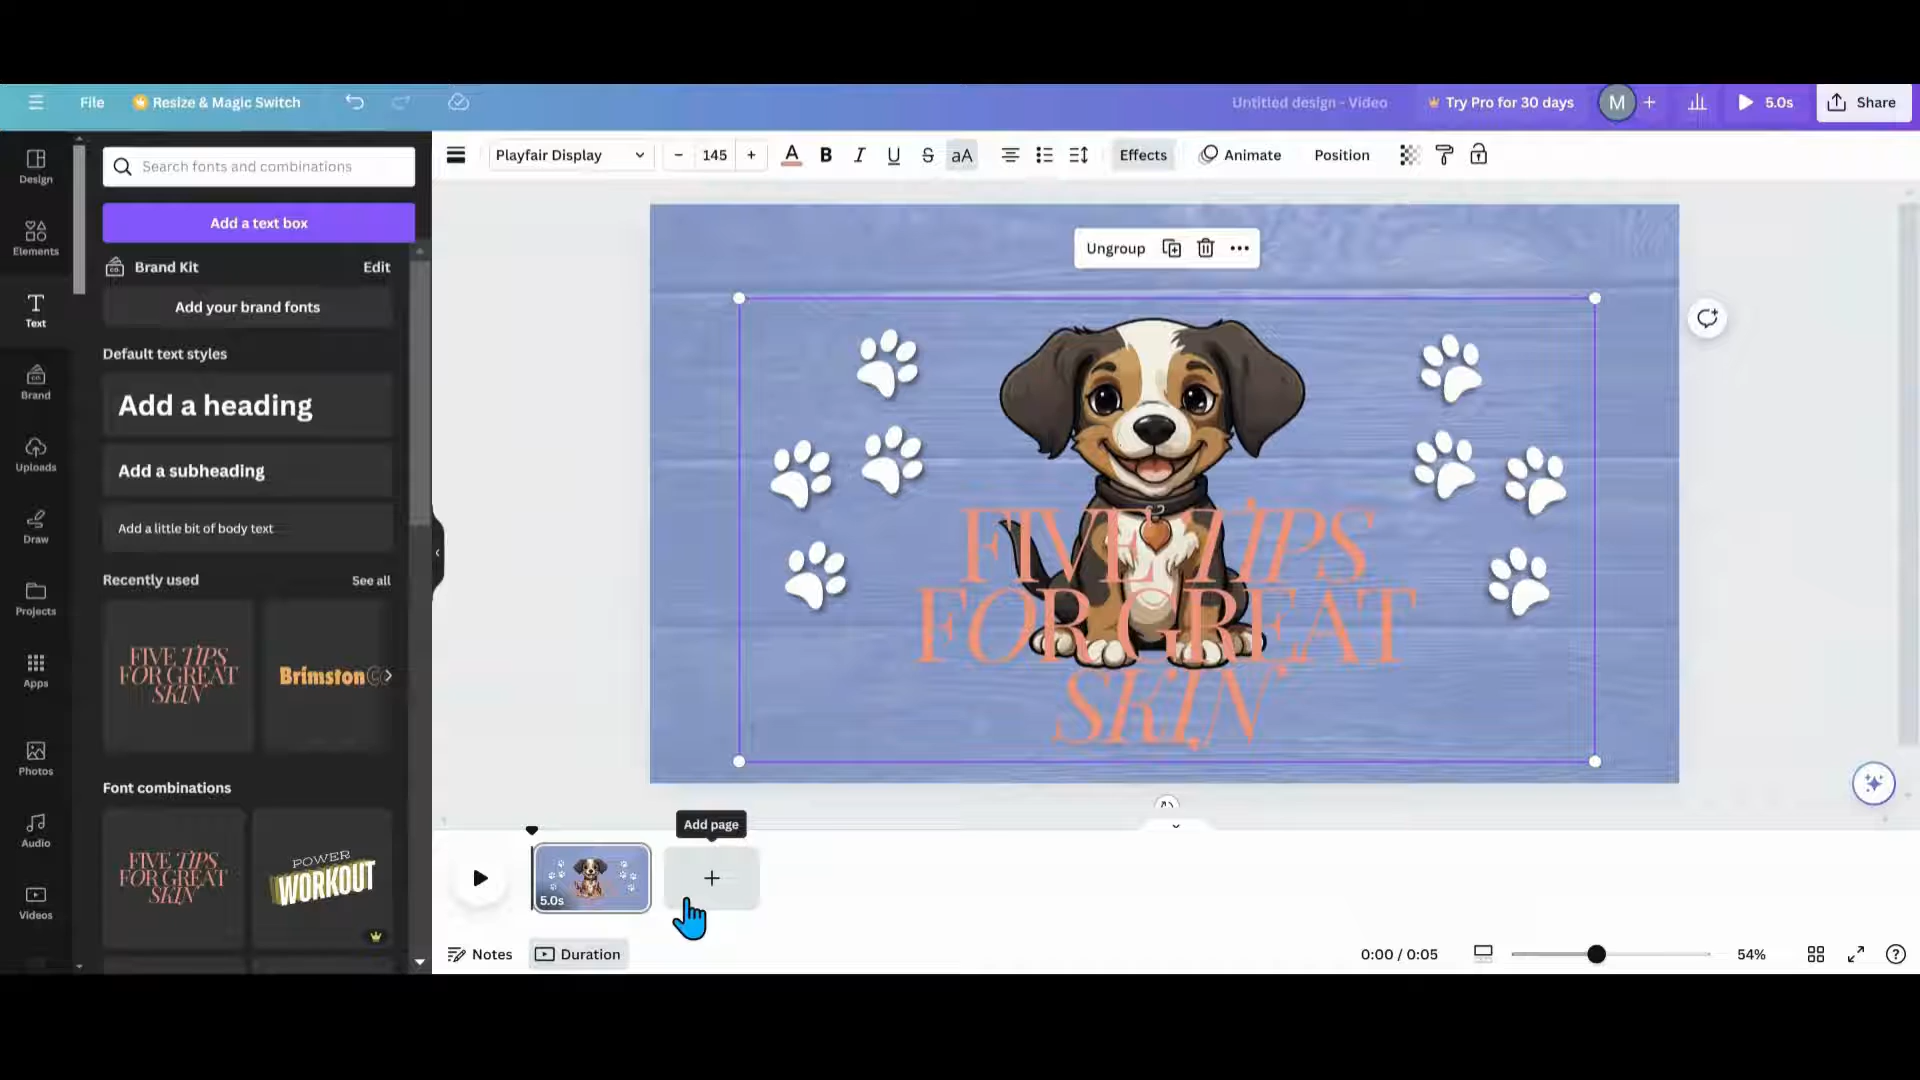 File
Resize & Magic Switch
Untitled design - Video
Try Pro for 30 days
M
5.0s
Share
Design
Elements
Text
Brand
Uploads
Draw
Projects
Apps
Photos
Audio
Videos
Search fonts and combinations
Add a text box
Brand Kit
Edit
Add your brand fonts
Default text styles
Add a heading
Add a subheading
Add a little bit of body text
Recently used
See all
FIVE TIPS
FOR GREAT
SKIN
Brimston
Font combinations
FIVE TIPS
FOR GREAT
SKIN
POWER
WORKOUT
Playfair Display
145
A
B
I
U
S
aA
Effects
Animate
Position
Ungroup
FIVE TIPS
FOR GREAT
SKIN
Add page
5.0s
Notes
Duration
0:00 / 0:05
54%